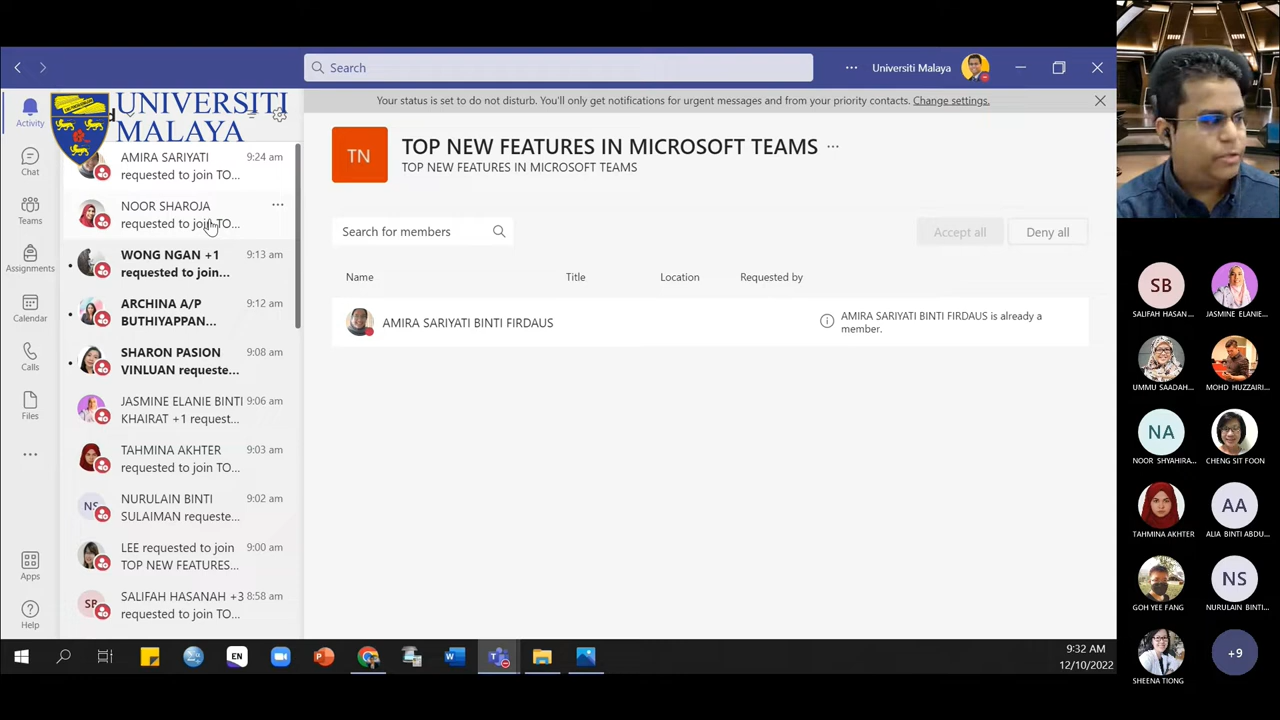 Search
Universiti Malaya
Your status is set to do not disturb. You'll only get notifications for urgent messages and from your priority contacts. Change settings.
UNIVERSITI
MALAYA
Activity
Chat
Teams
Assignments
Calendar
Calls
Files
Apps
Help
AMIRA SARIYATI 9:24 am
requested to join TO...
NOOR SHAROJA
requested to join TO...
WONG NGAN +1 9:13 am
requested to join...
ARCHINA A/P 9:12 am
BUTHIYAPPAN...
SHARON PASION 9:08 am
VINLUAN requeste...
JASMINE ELANIE BINTI 9:06 am
KHAIRAT +1 request...
TAHMINA AKHTER 9:03 am
requested to join TO...
NS
NURULAIN BINTI 9:02 am
SULAIMAN requeste...
LEE requested to join 9:00 am
TOP NEW FEATURES...
SB
SALIFAH HASANAH +3 8:58 am
requested to join TO...
TN
TOP NEW FEATURES IN MICROSOFT TEAMS
TOP NEW FEATURES IN MICROSOFT TEAMS
Search for members
Accept all
Deny all
Name Title Location Requested by
AMIRA SARIYATI BINTI FIRDAUS
AMIRA SARIYATI BINTI FIRDAUS is already a
member.
EN
9:32 AM
12/10/2022
SB
SALIFAH HASAN...
JASMINE ELANIE...
UMMU SAADAH...
MOHD HUZZAIRI...
NA
NOOR SHYAHIRA...
CHENG SIT FOON
TAHMINA AKHTER
AA
ALIA BINTI ABDU...
GOH YEE FANG
NS
NURULAIN BINTI...
SHEENA TIONG
+9